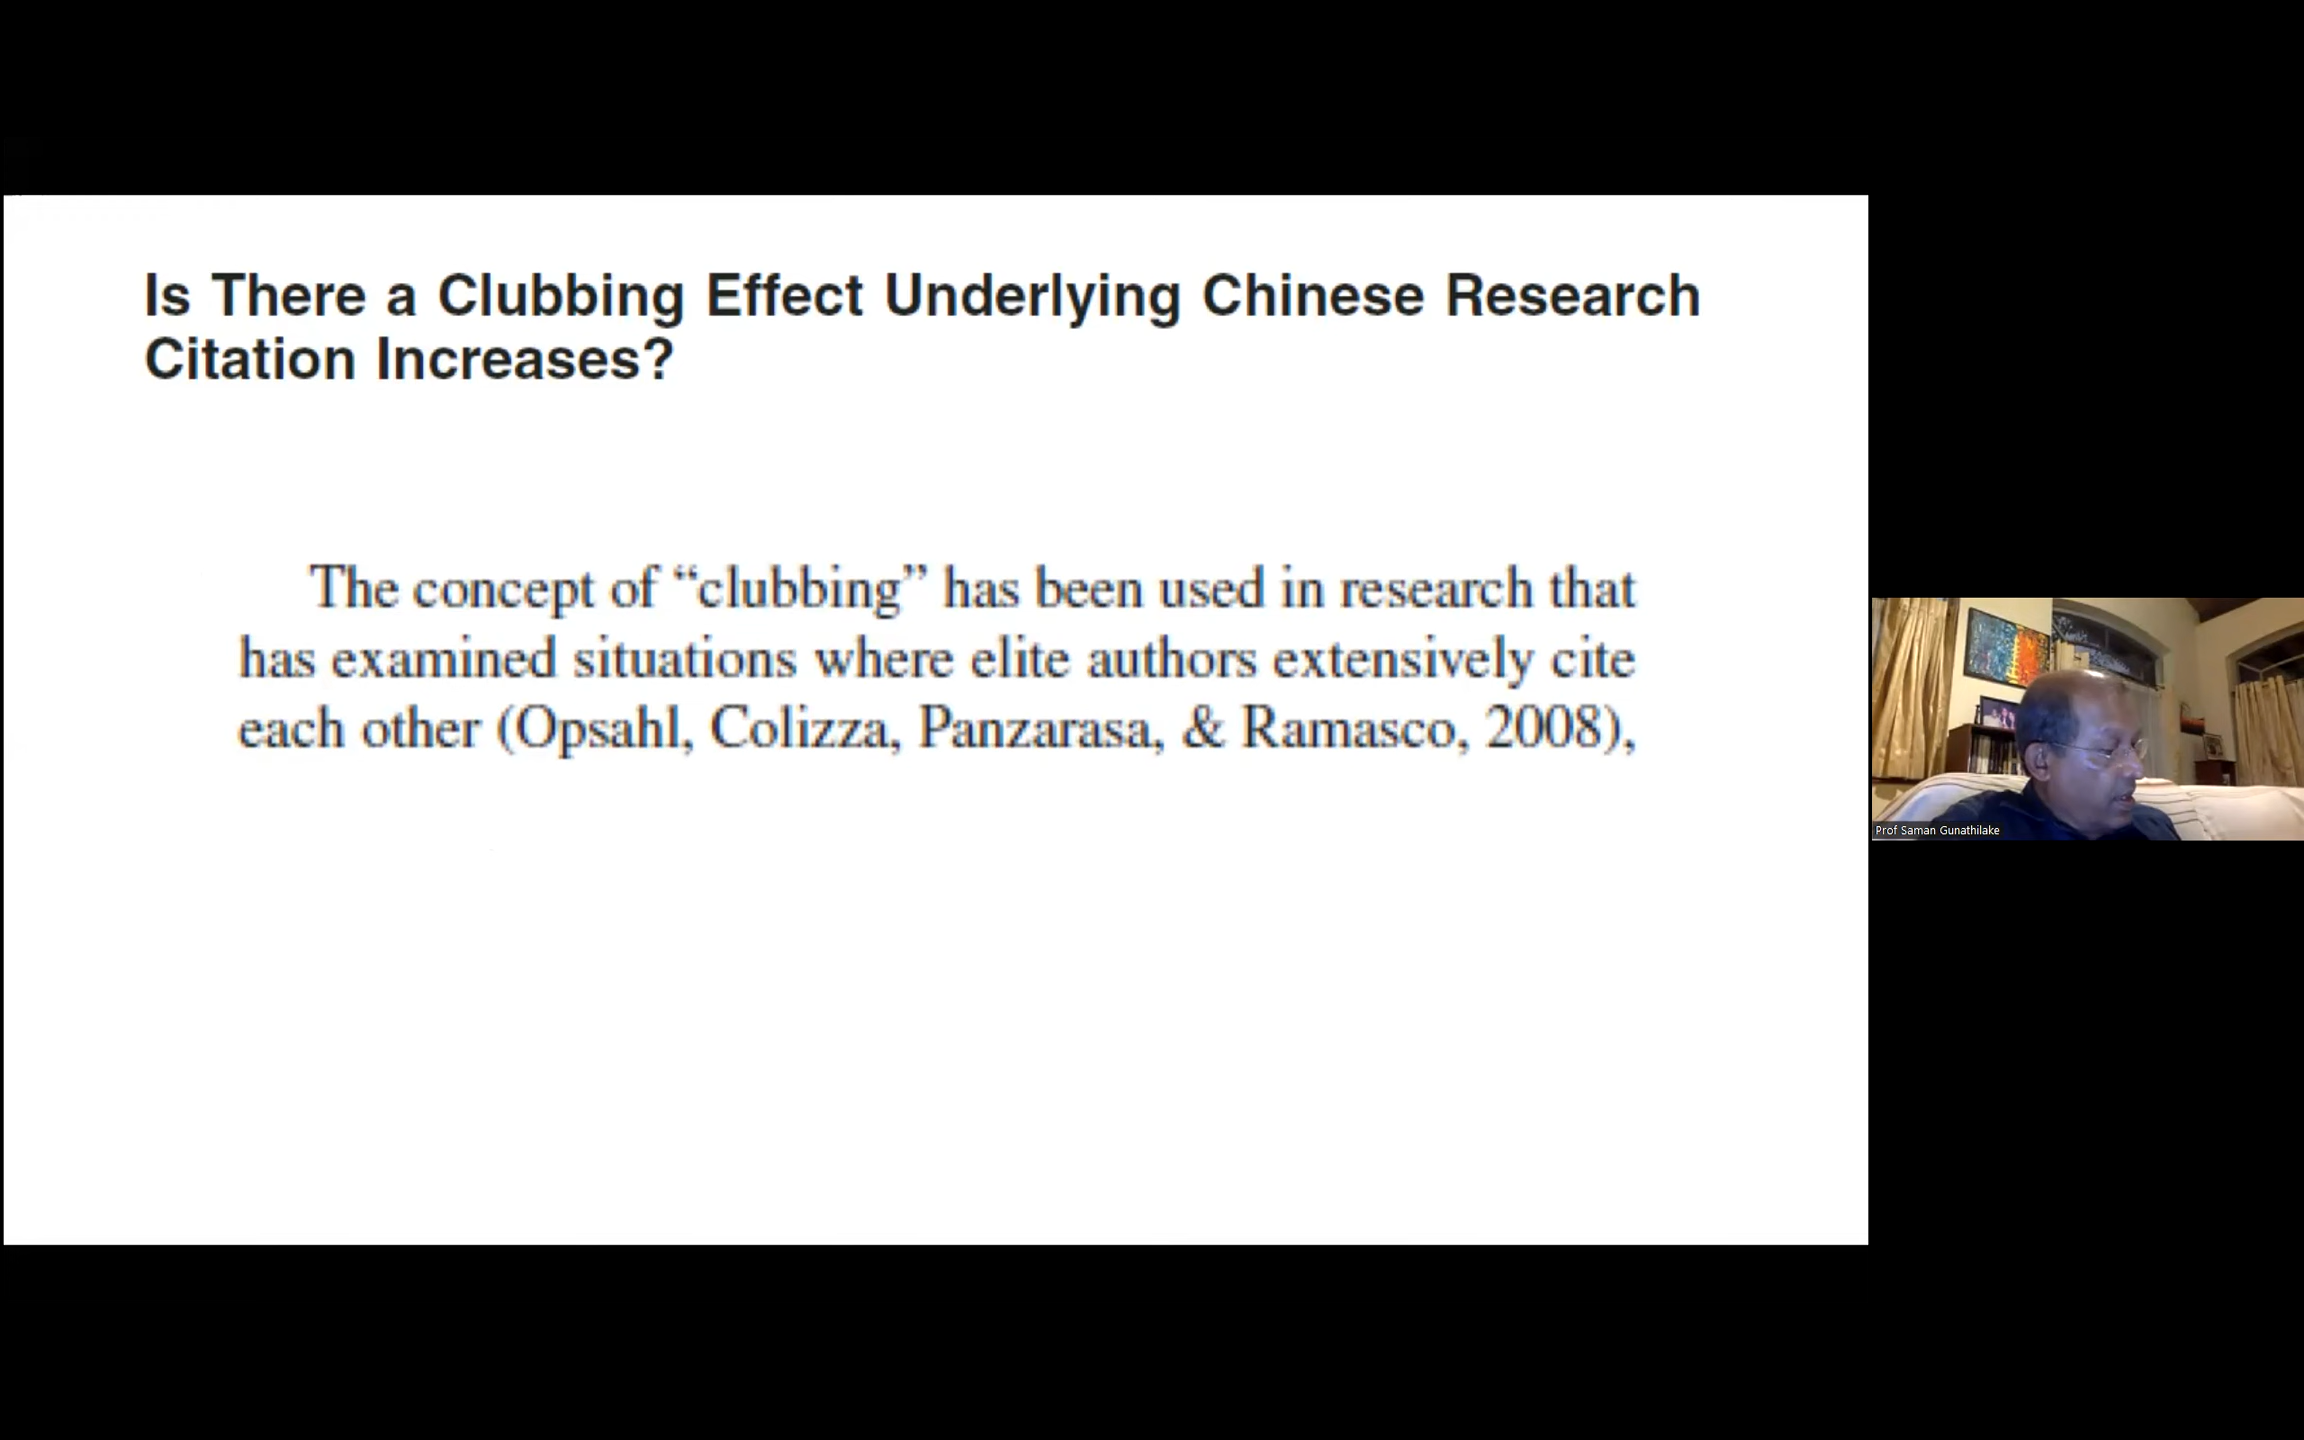 Is There a Clubbing Effect Underlying Chinese Research
Citation Increases?
The concept of “clubbing” has been used in research that
has examined situations where elite authors extensively cite
each other (Opsahl, Colizza, Panzarasa, & Ramasco, 2008),
Prof Saman Gunathilake